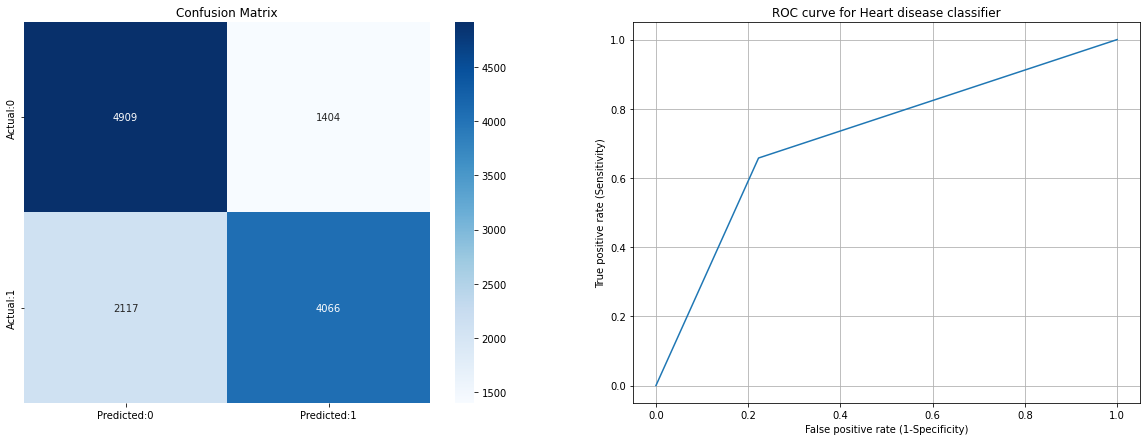 Confusion Matrix
Actual:0
4909
1404
Actual:1
2117
4066
Predicted:0
Predicted:1
4500
4000
3500
3000
2500
2000
1500
ROC curve for Heart disease classifier
True positive rate (Sensitivity)
1.0
0.8
0.6
0.4
0.2
0.0
0.0
0.2
0.4
0.6
0.8
1.0
False positive rate (1-Specificity)